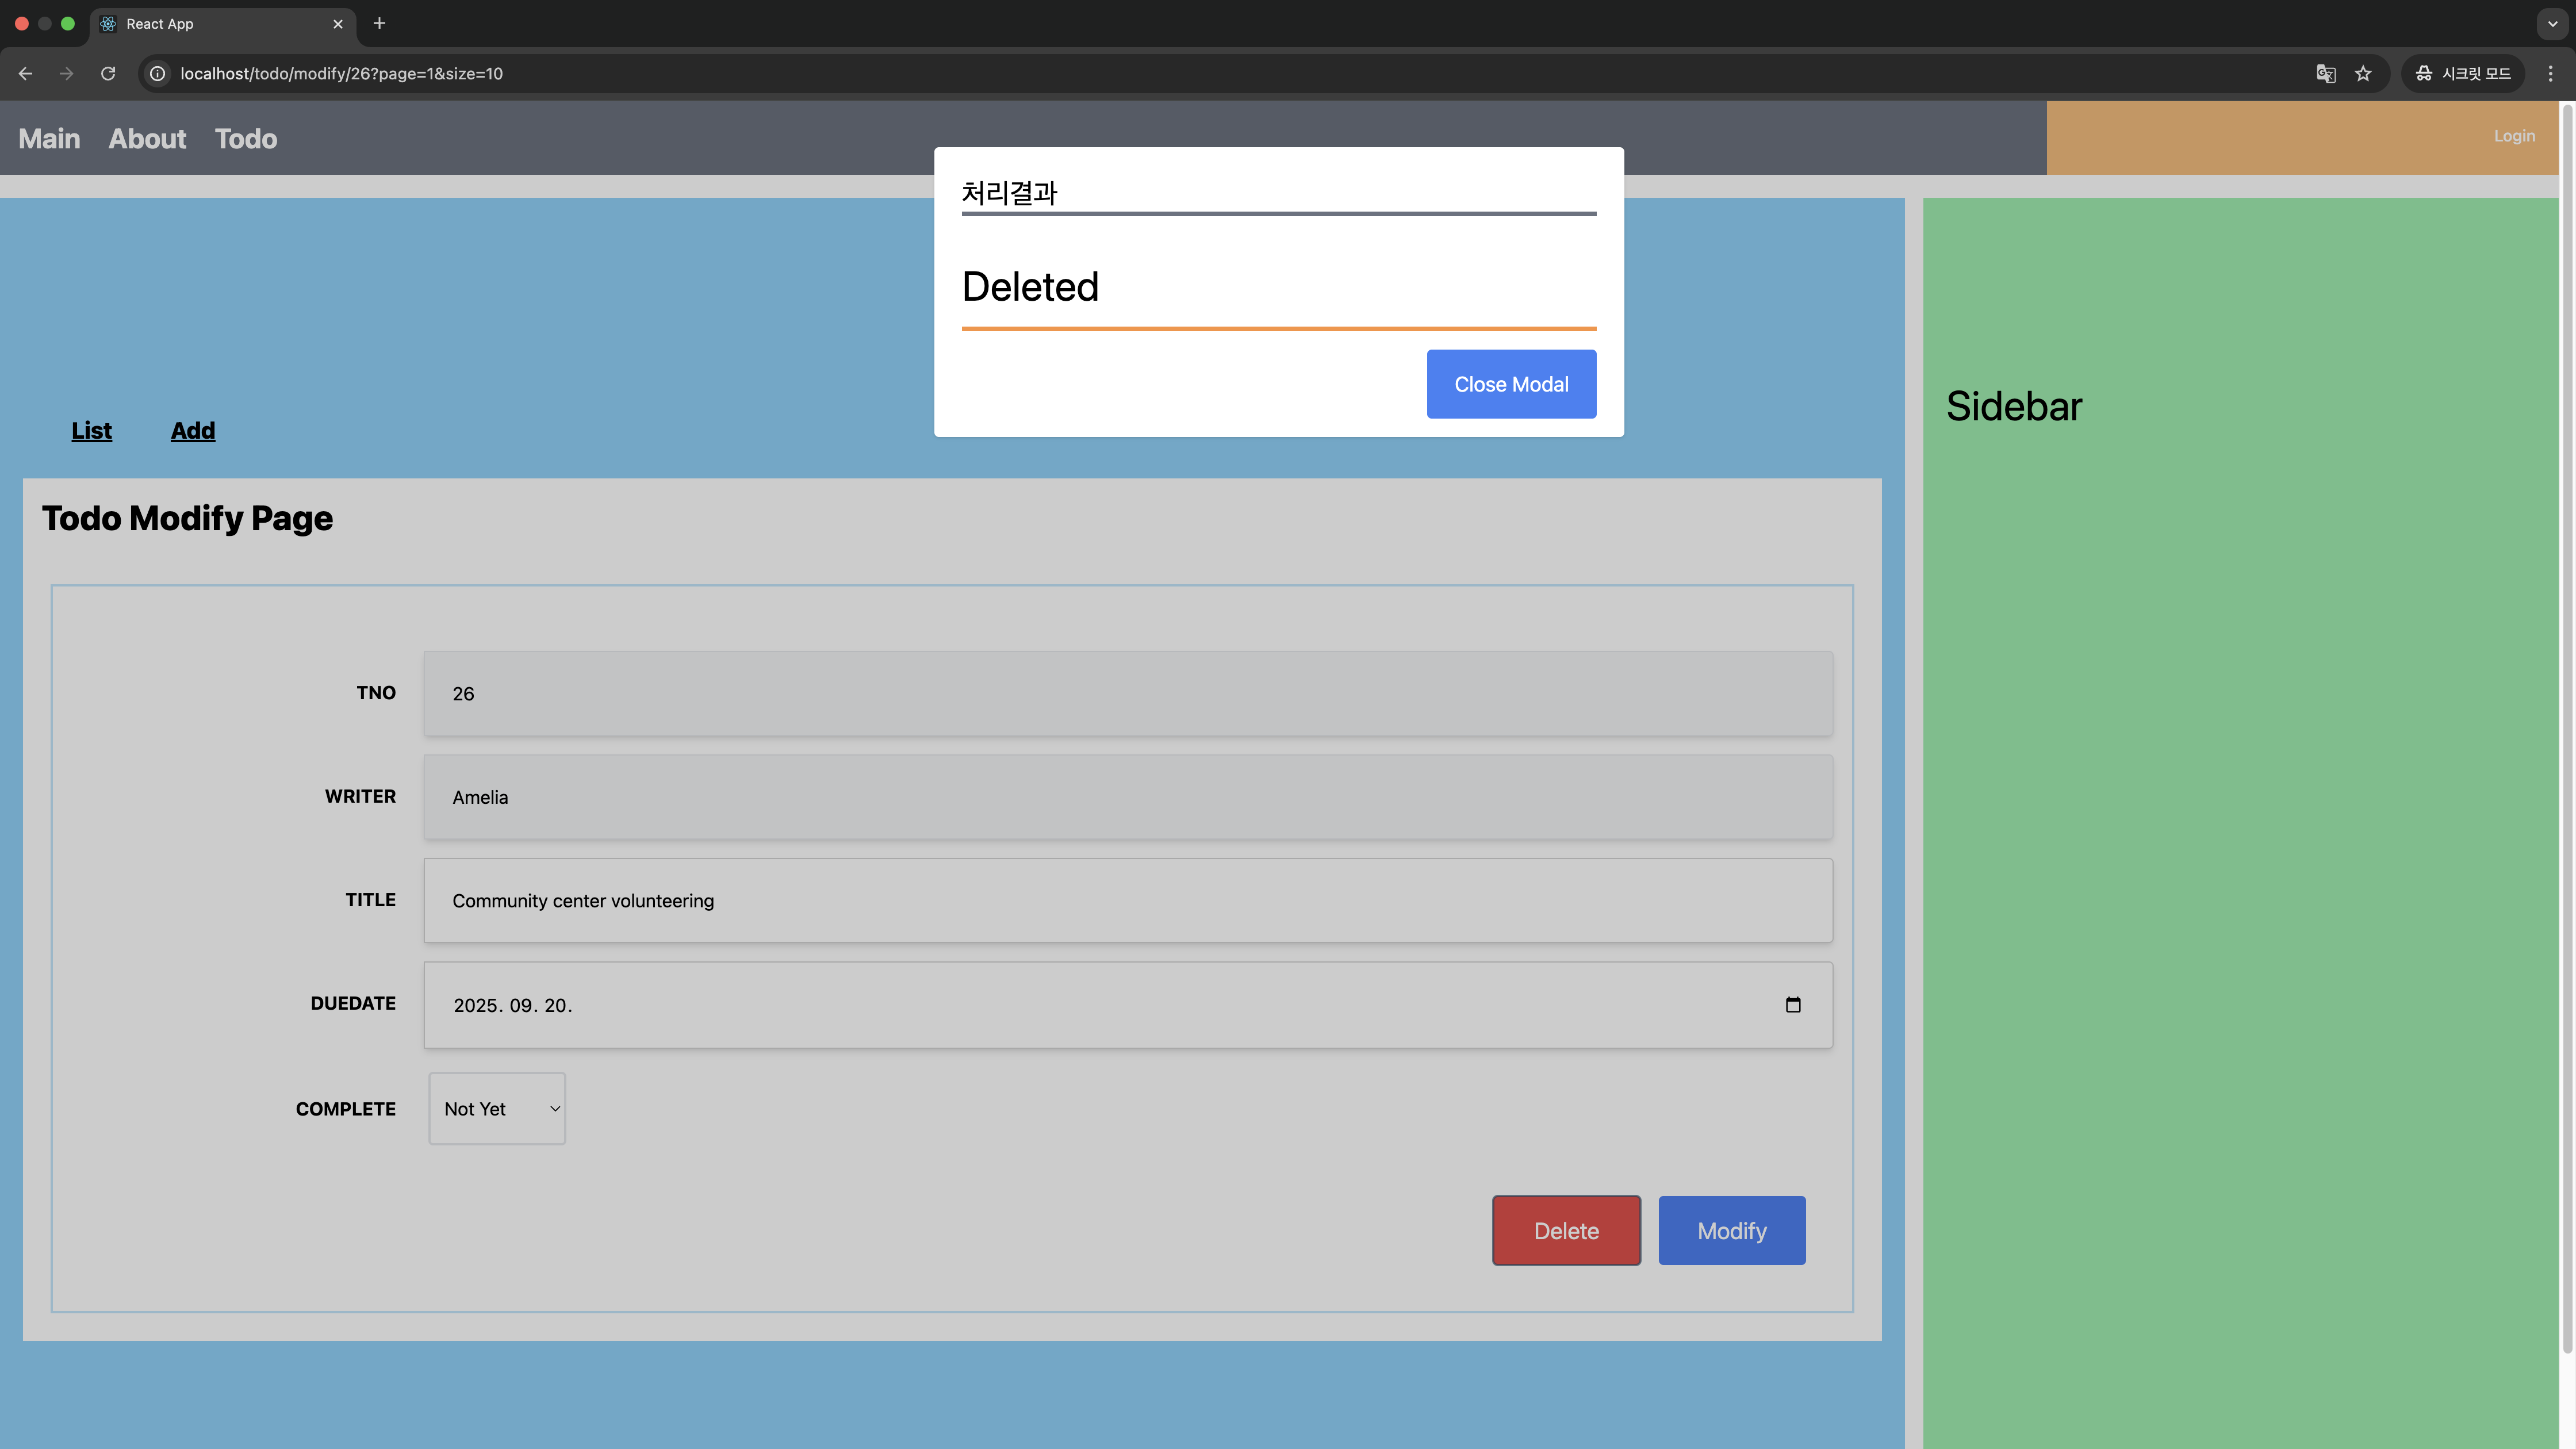 React App
localhost/todo/modify/26?page=1&size=10
시크릿 모드
Main About Todo
Login
처리결과
Deleted
Close Modal
List Add
Sidebar
Todo Modify Page
TNO 26
WRITER Amelia
TITLE Community center volunteering
DUEDATE 2025. 09. 20.
COMPLETE Not Yet
Delete Modify